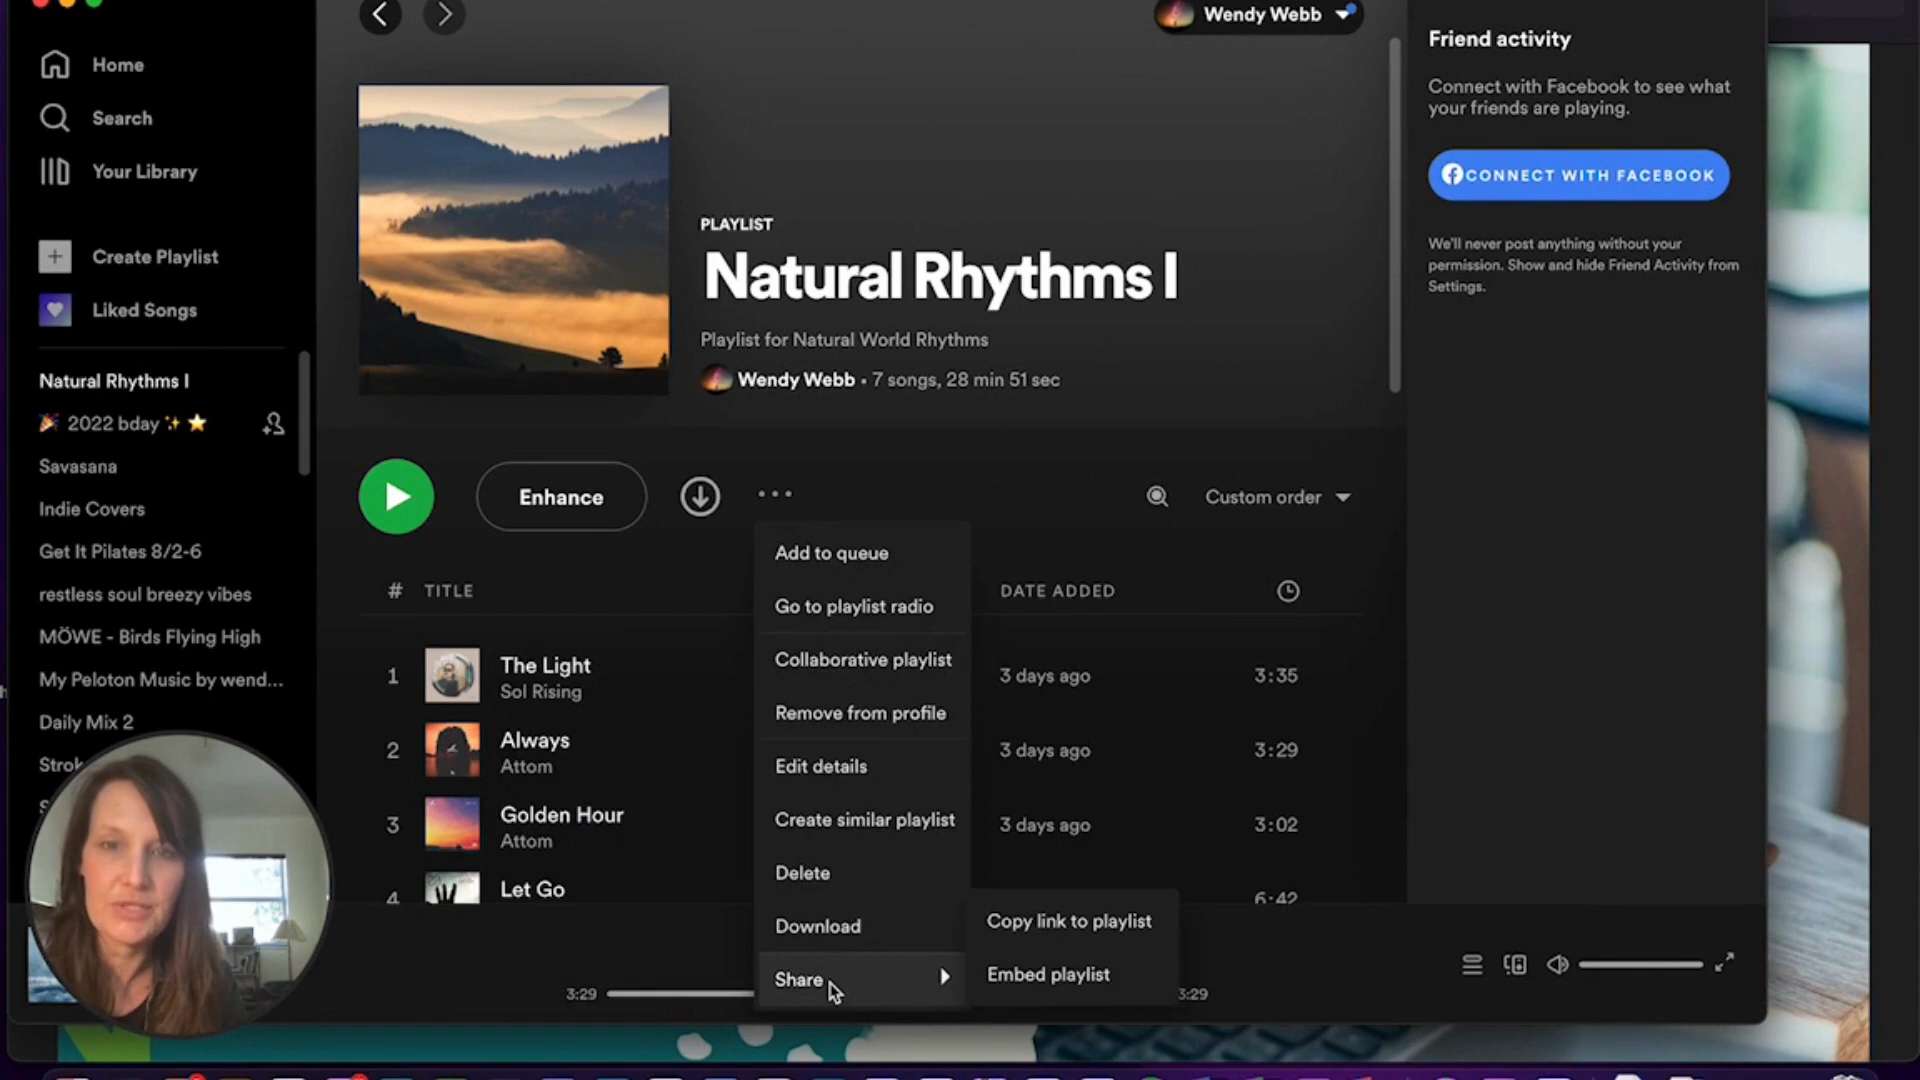 Home
Search
Your Library
Create Playlist
Liked Songs
Natural Rhythms I
🎉 2022 bday ✨ ⭐
Savasana
Indie Covers
Get It Pilates 8/2-6
restless soul breezy vibes
MÖWE - Birds Flying High
My Peloton Music by wend...
Daily Mix 2
Wendy Webb
PLAYLIST
Natural Rhythms I
Playlist for Natural World Rhythms
Wendy Webb • 7 songs, 28 min 51 sec
Enhance
Custom order
# TITLE DATE ADDED
1 The Light 3 days ago 3:35
Sol Rising
2 Always 3 days ago 3:29
Attom
3 Golden Hour 3 days ago 3:02
Attom
4 Let Go 6:42
Add to queue
Go to playlist radio
Collaborative playlist
Remove from profile
Edit details
Create similar playlist
Delete
Download
Share
Copy link to playlist
Embed playlist
3:29 3:29
Friend activity
Connect with Facebook to see what
your friends are playing.
CONNECT WITH FACEBOOK
We'll never post anything without your
permission. Show and hide Friend Activity from
Settings.